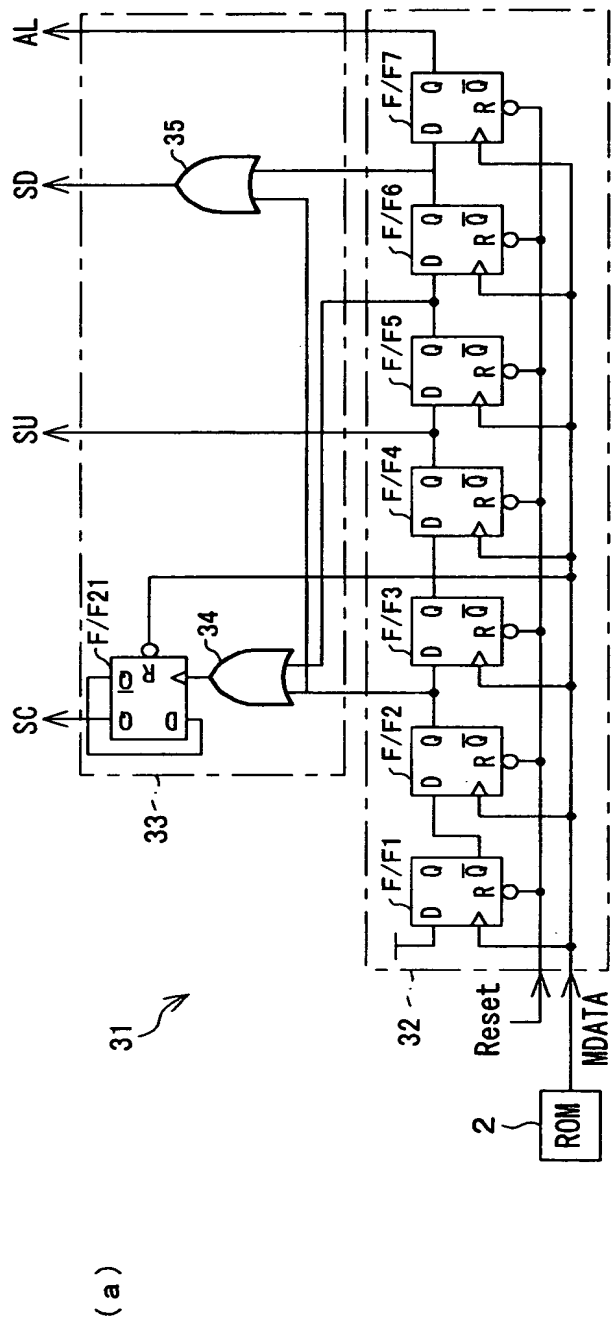 (a)
31
33
SC
SU
SD
AL
F/F21
Q
Q̅
D
R
34
35
32
F/F1
D
Q
Q̅
R
F/F2
D
Q
Q̅
R
F/F3
D
Q
Q̅
R
F/F4
D
Q
Q̅
R
F/F5
D
Q
Q̅
R
F/F6
D
Q
Q̅
R
F/F7
D
Q
Q̅
R
Reset
MDATA
2
ROM